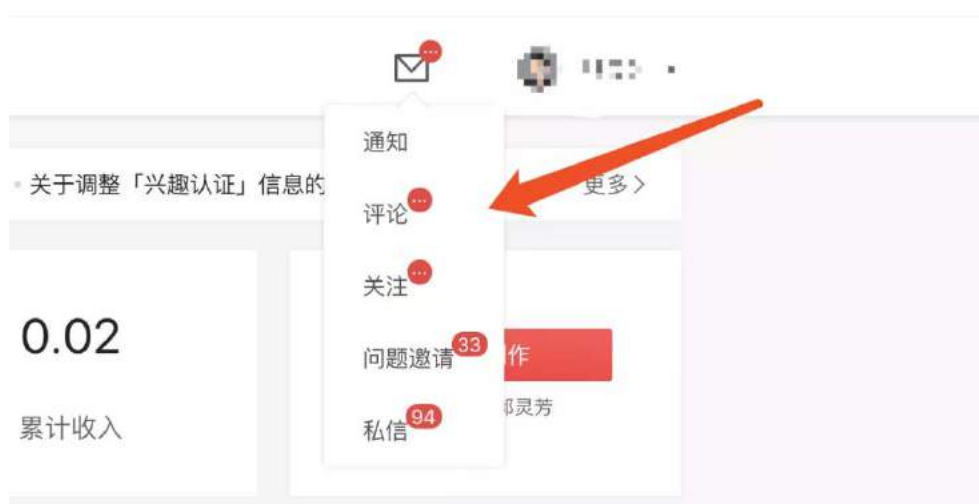 通知
关于调整「兴趣认证」信息的
更多>
评论
关注
0.02
问题邀请 33
作
累计收入
私信 94
灵芳